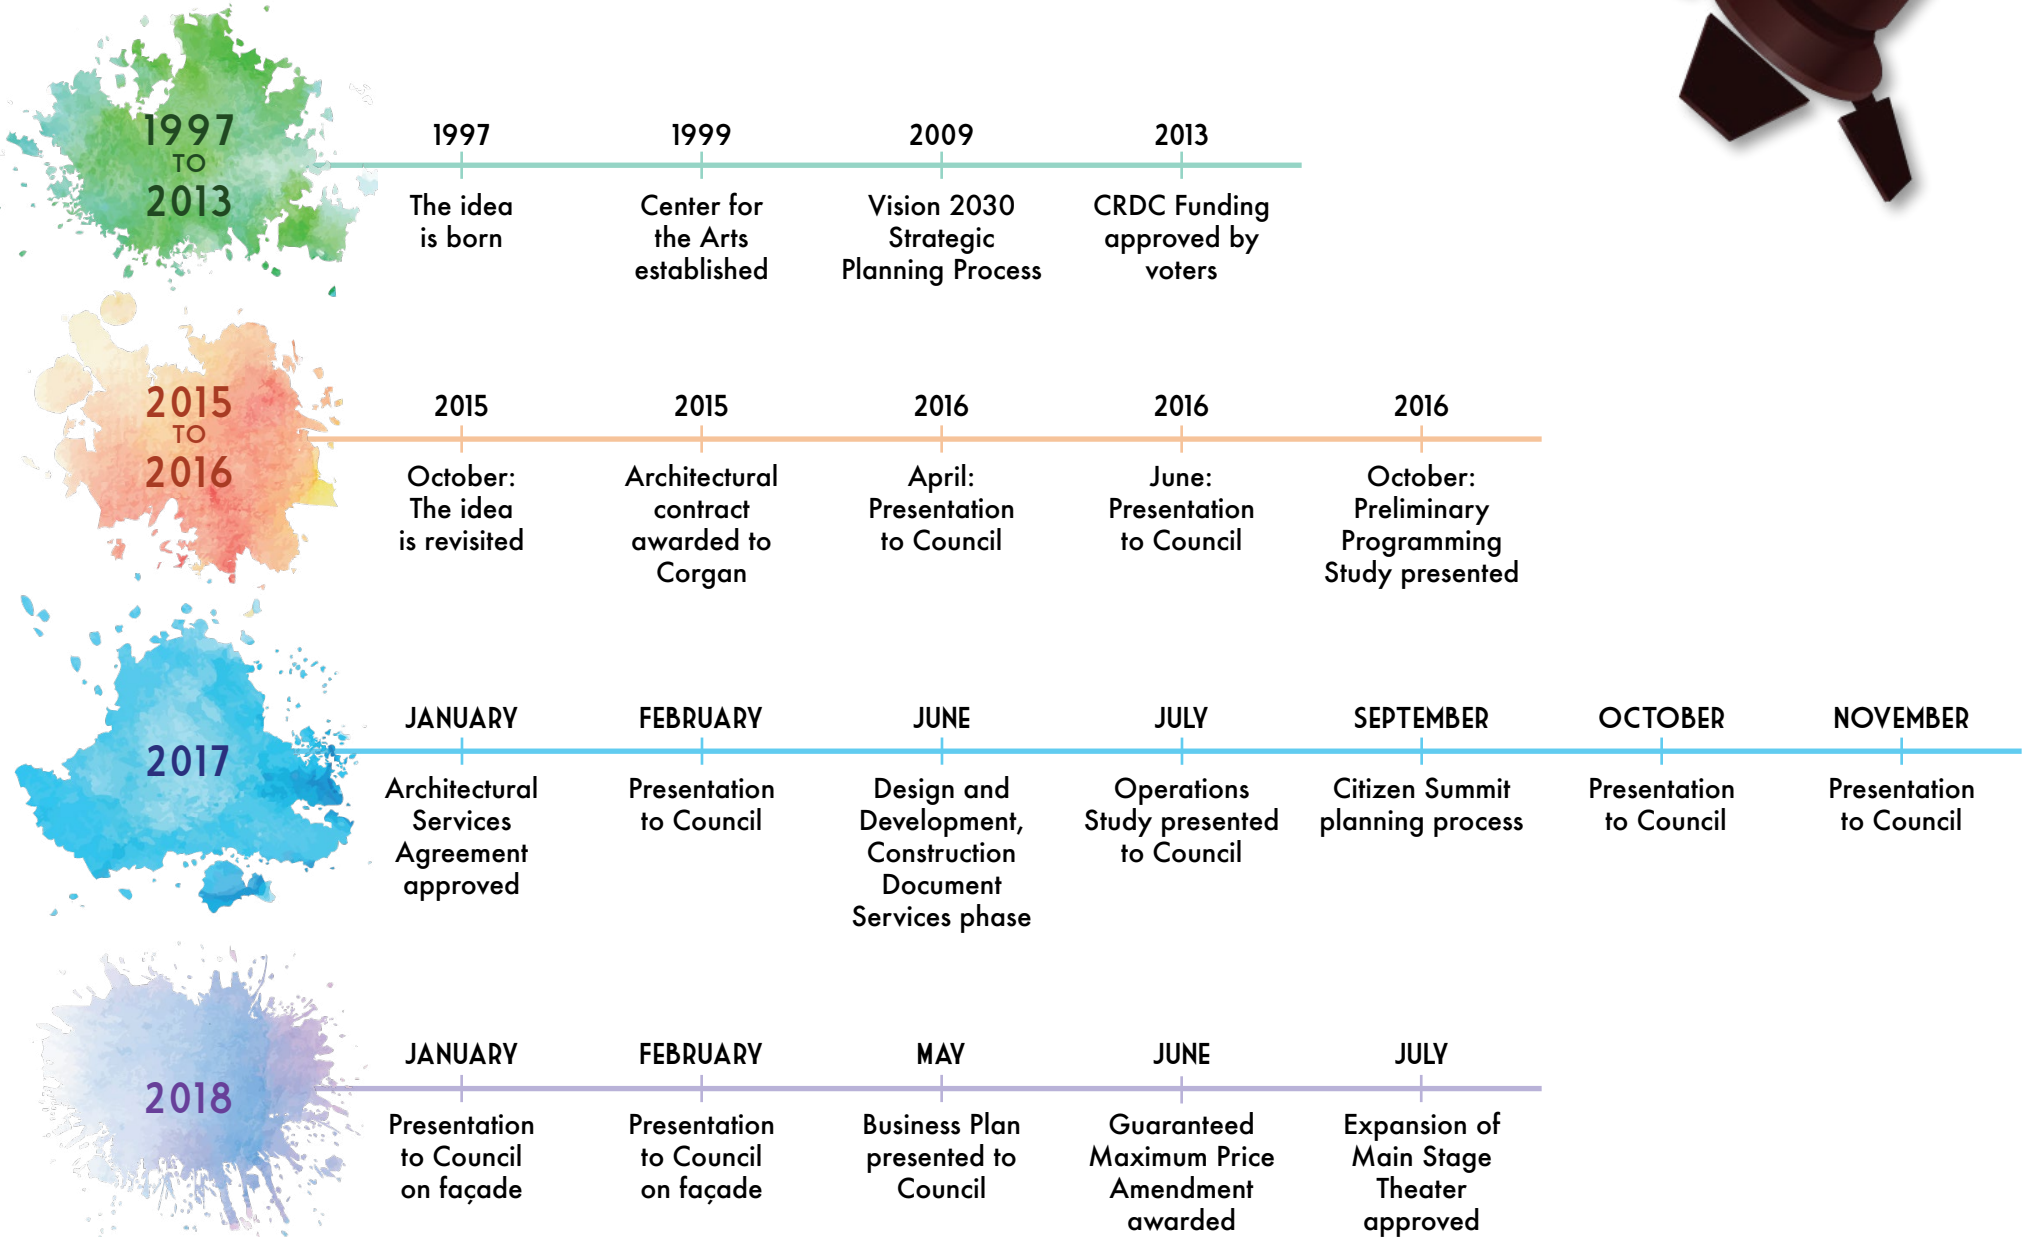 1997
TO
2013
1997
The idea
is born
1999
Center for
the Arts
established
2009
Vision 2030
Strategic
Planning Process
2013
CRDC Funding
approved by
voters
2015
TO
2016
2015
October:
The idea
is revisited
2015
Architectural
contract
awarded to
Corgan
2016
April:
Presentation
to Council
2016
June:
Presentation
to Council
2016
October:
Preliminary
Programming
Study presented
2017
JANUARY
Architectural
Services
Agreement
approved
FEBRUARY
Presentation
to Council
JUNE
Design and
Development,
Construction
Document
Services phase
JULY
Operations
Study presented
to Council
SEPTEMBER
Citizen Summit
planning process
OCTOBER
Presentation
to Council
NOVEMBER
Presentation
to Council
2018
JANUARY
Presentation
to Council
on façade
FEBRUARY
Presentation
to Council
on façade
MAY
Business Plan
presented to
Council
JUNE
Guaranteed
Maximum Price
Amendment
awarded
JULY
Expansion of
Main Stage
Theater
approved